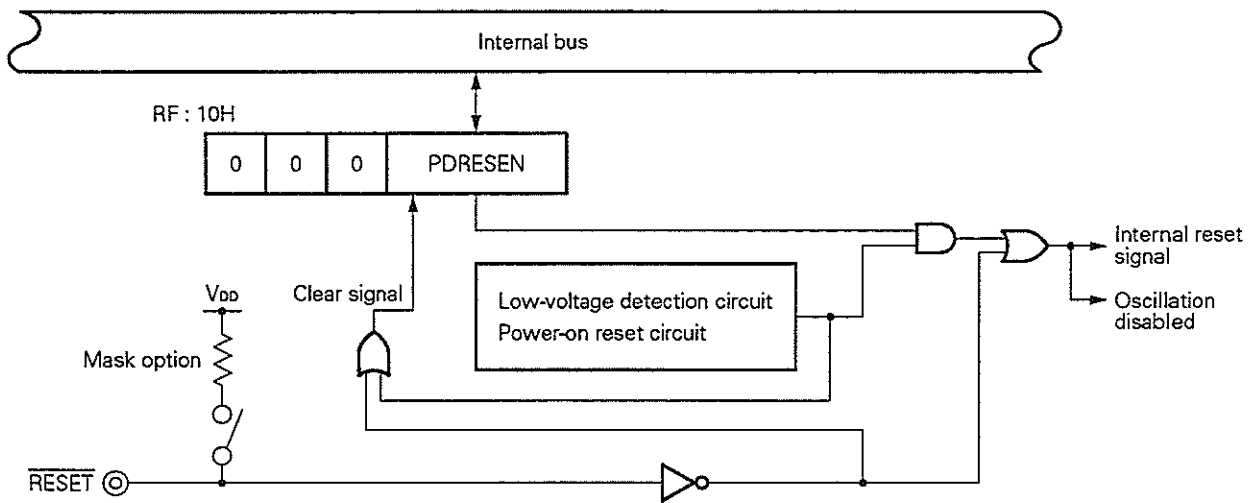 Internal bus
RF : 10H
0 0 0 PDRESEN
Internal reset
signal
Clear signal
VDD
Low-voltage detection circuit
Power-on reset circuit
Oscillation
disabled
Mask option
RESET